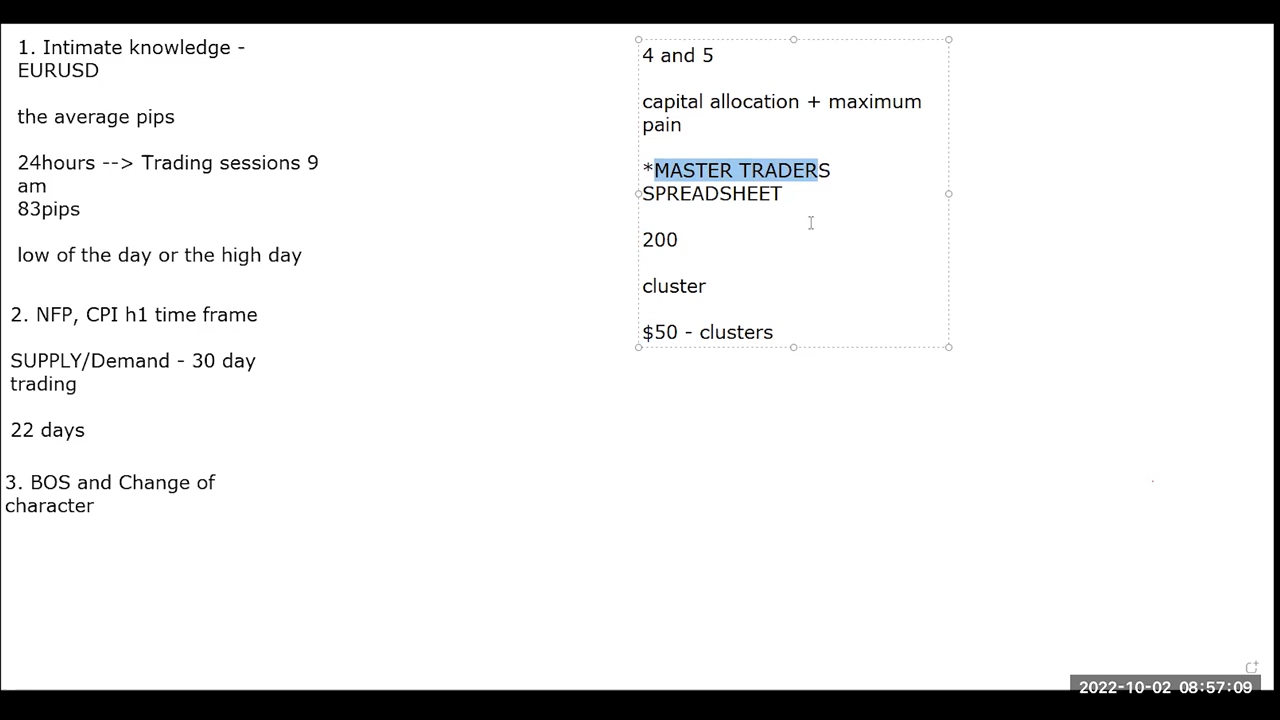 1. Intimate knowledge -
EURUSD
the average pips
24hours --> Trading sessions 9
am
83pips
low of the day or the high day
2. NFP, CPI h1 time frame
SUPPLY/Demand - 30 day
trading
22 days
3. BOS and Change of
character
4 and 5
capital allocation + maximum
pain
*MASTER TRADERS
SPREADSHEET
200
cluster
$50 - clusters
2022-10-02 08:57:09